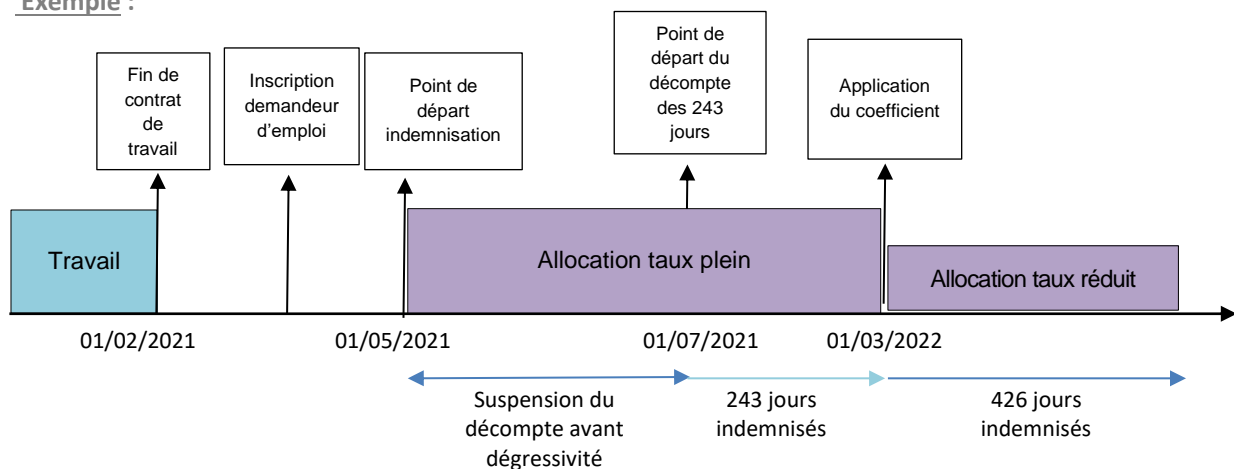 Exemple :
Fin de
contrat
de
travail
Inscription
demandeur
d'emploi
Point de
départ
indemnisation
Point de
départ du
décompte
des 243
jours
Application
du coefficient
Travail
Allocation taux plein
Allocation taux réduit
01/02/2021
01/05/2021
01/07/2021
01/03/2022
Suspension du
décompte avant
dégressivité
243 jours
indemnisés
426 jours
indemnisés